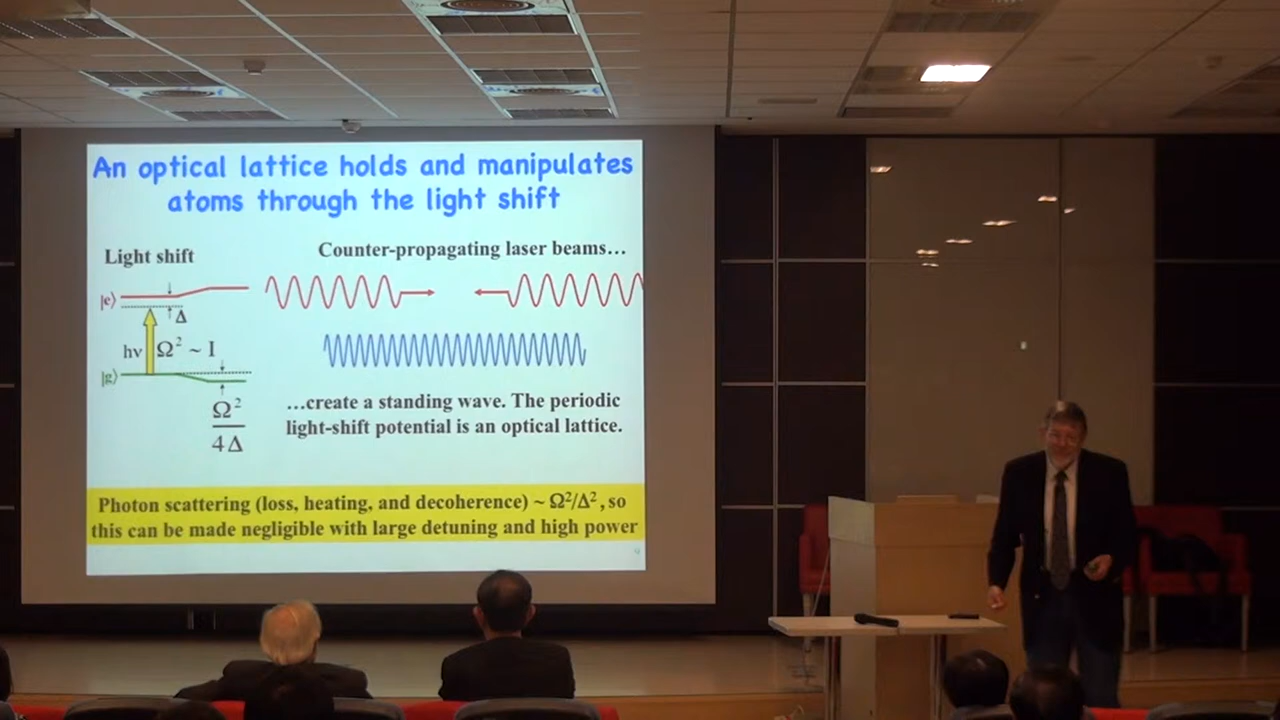 An optical lattice holds and manipulates
atoms through the light shift
Light shift
Counter-propagating laser beams…
|e⟩
Δ
hν
Ω² ~ I
|g⟩
Ω²
4Δ
…create a standing wave. The periodic
light-shift potential is an optical lattice.
Photon scattering (loss, heating, and decoherence) ~ Ω²/Δ², so
this can be made negligible with large detuning and high power